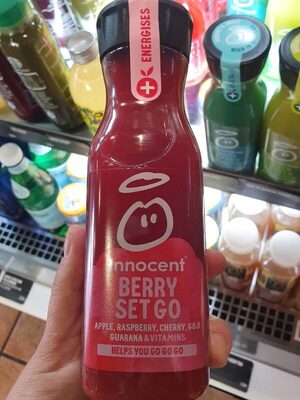 ENERGISES
innocent
BERRY
SET GO
APPLE, RASPBERRY, CHERRY, GOJI
GUARANA & VITAMINS
HELPS YOU GO GO GO